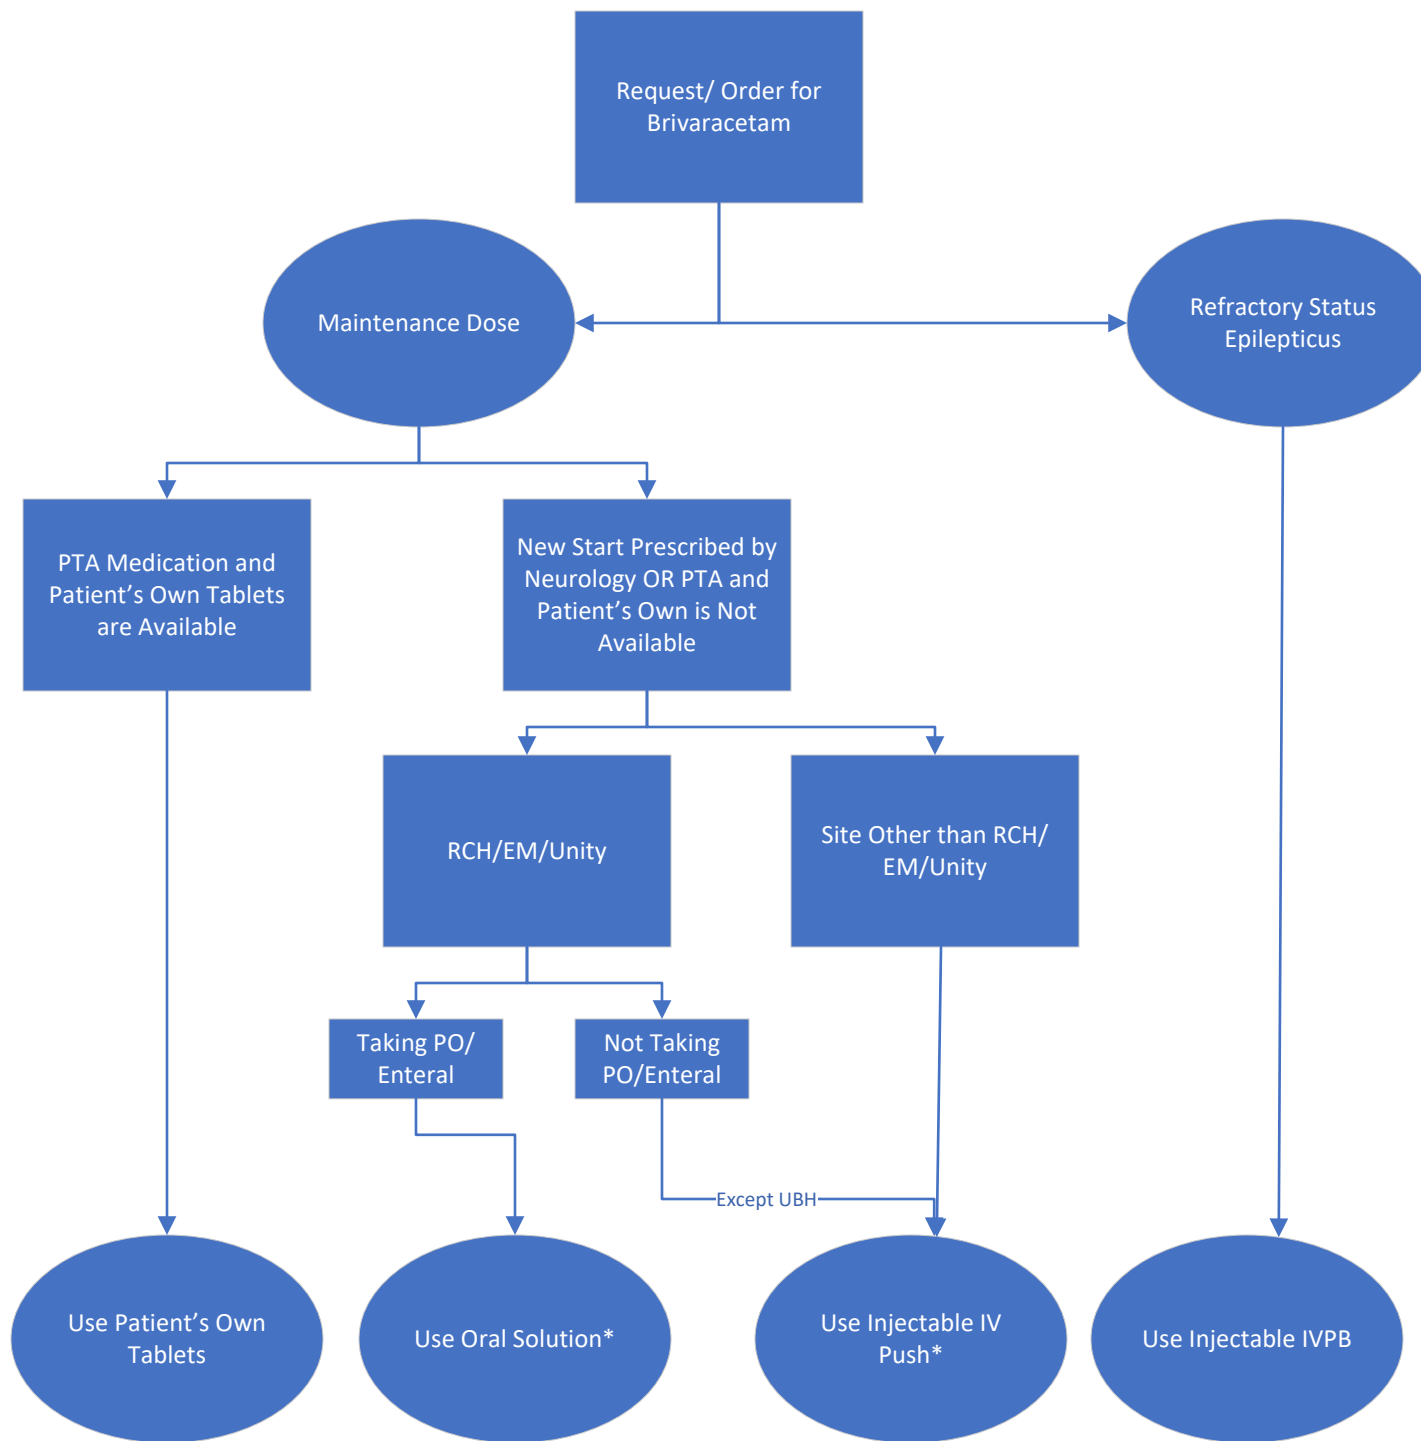 Request/ Order for
Brivaracetam
Maintenance Dose
Refractory Status
Epilepticus
PTA Medication and
Patient’s Own Tablets
are Available
New Start Prescribed by
Neurology OR PTA and
Patient’s Own is Not
Available
RCH/EM/Unity
Site Other than RCH/
EM/Unity
Taking PO/
Enteral
Not Taking
PO/Enteral
Except UBH
Use Patient’s Own
Tablets
Use Oral Solution*
Use Injectable IV
Push*
Use Injectable IVPB